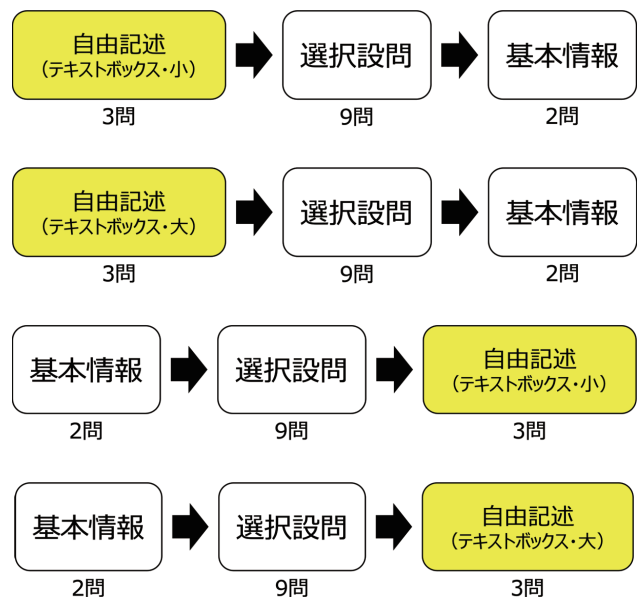 自由記述
(テキストボックス・小)
選択設問
基本情報
3問
9問
2問
自由記述
(テキストボックス・大)
選択設問
基本情報
3問
9問
2問
基本情報
選択設問
自由記述
(テキストボックス・小)
2問
9問
3問
基本情報
選択設問
自由記述
(テキストボックス・大)
2問
9問
3問